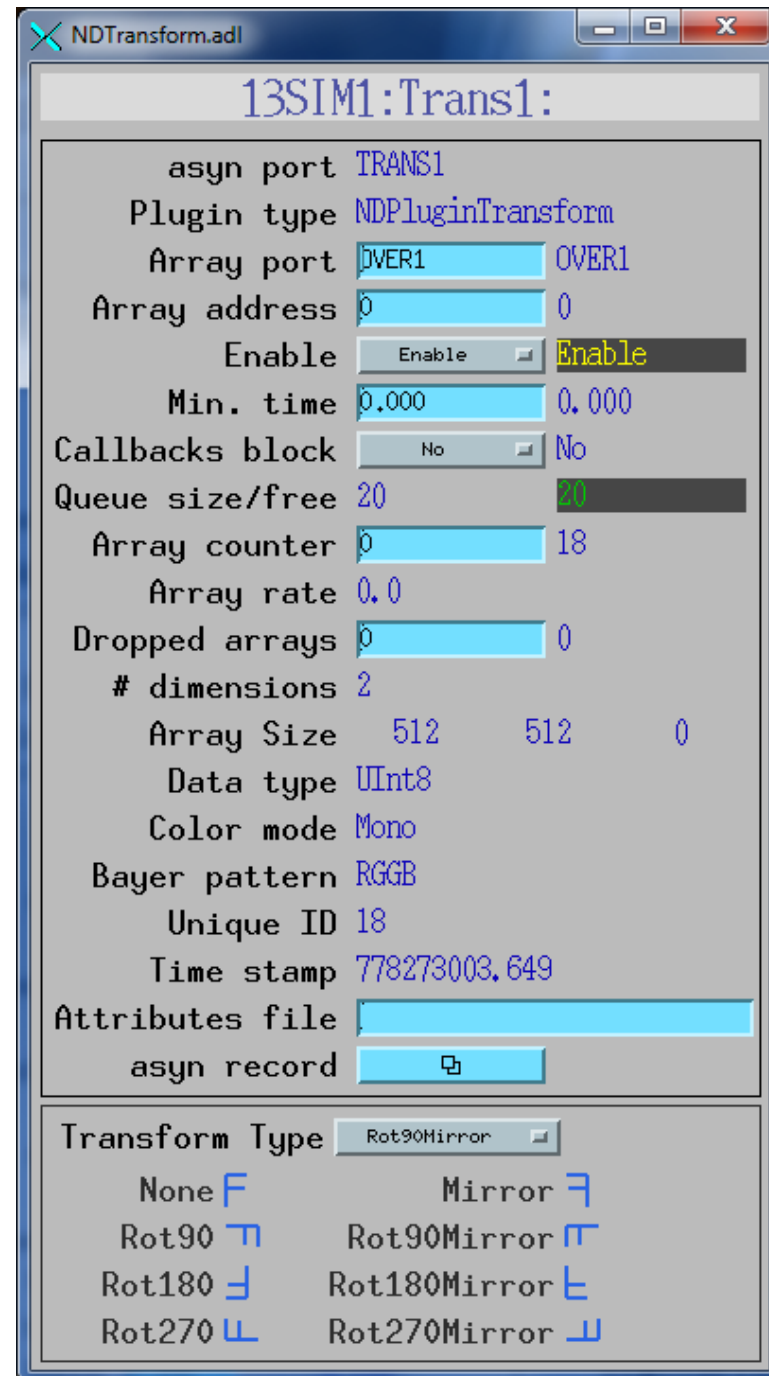 NDTransform.adl
13SIM1:Trans1:
asyn port TRANS1
Plugin type NDPluginTransform
Array port OVER1 OVER1
Array address 0 0
Enable Enable Enable
Min. time 0.000 0.000
Callbacks block No No
Queue size/free 20 20
Array counter 0 18
Array rate 0.0
Dropped arrays 0 0
# dimensions 2
Array Size 512 512 0
Data type UInt8
Color mode Mono
Bayer pattern RGGB
Unique ID 18
Time stamp 778273003.649
Attributes file
asyn record
Transform Type Rot90Mirror
None Mirror
Rot90 Rot90Mirror
Rot180 Rot180Mirror
Rot270 Rot270Mirror